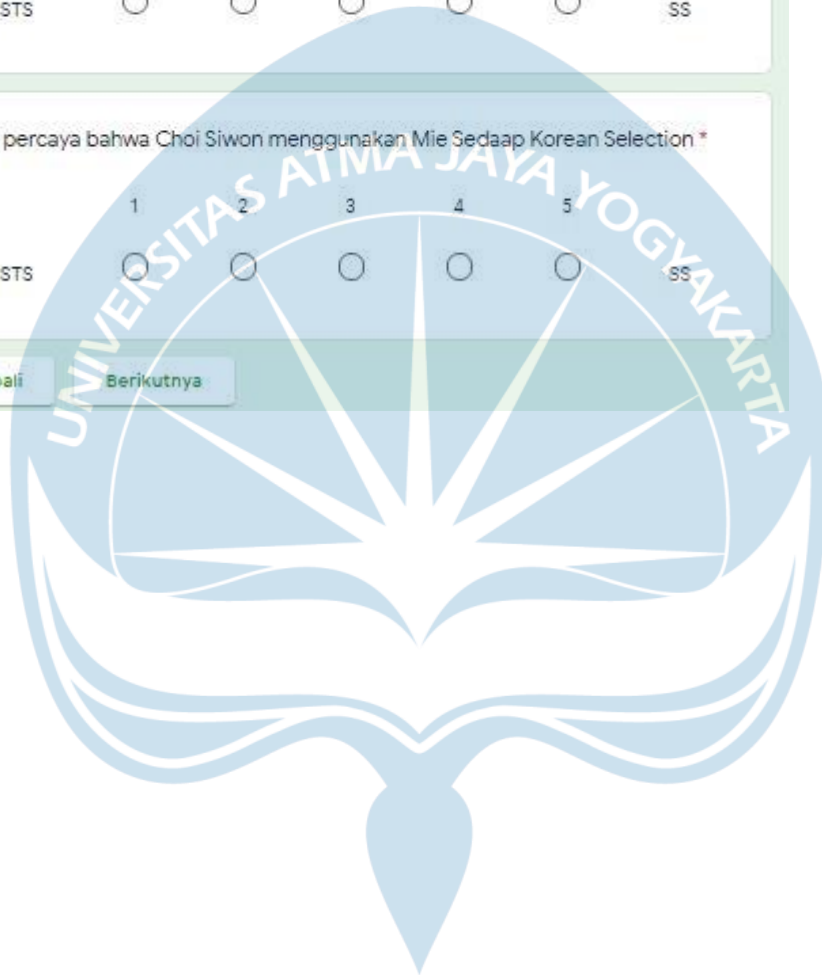 STS SS
percaya bahwa Choi Siwon menggunakan Mie Sedaap Korean Selection *
UNIVERSITAS ATMA JAYA YOGYAKARTA
1 2 3 4 5
STS SS
Berikutnya